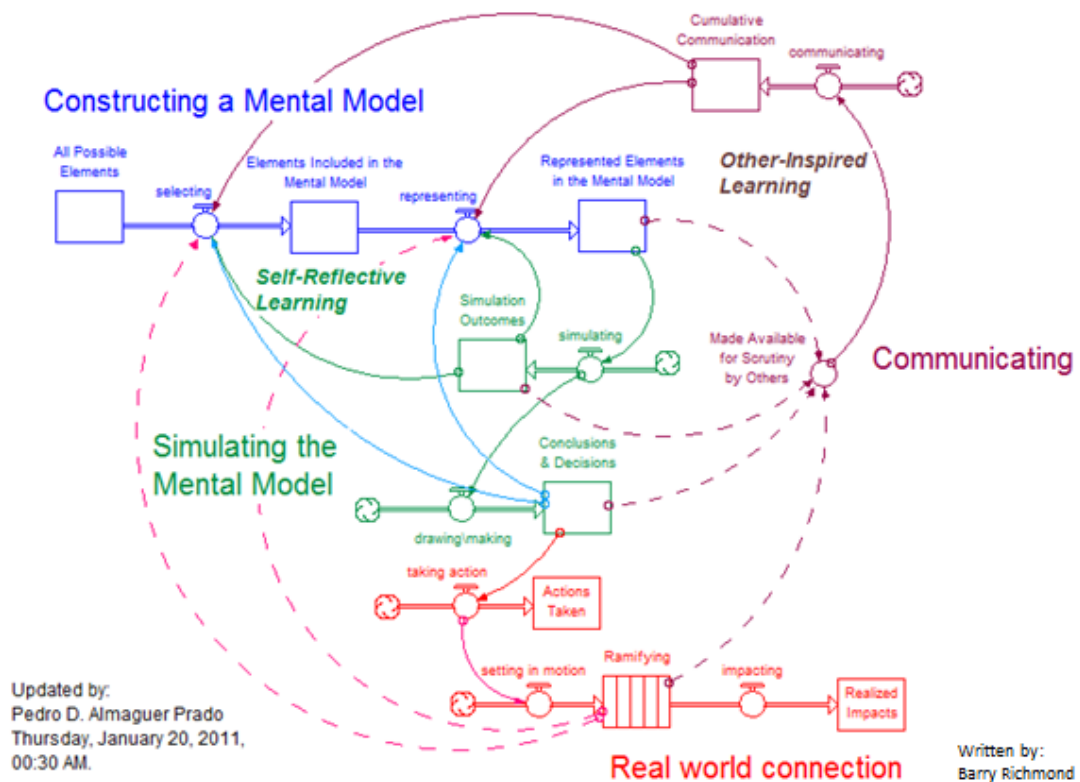 Cumulative
Communication
communicating
Constructing a Mental Model
All Possible
Elements
selecting
Elements Included in the
Mental Model
representing
Represented Elements
in the Mental Model
Other-Inspired
Learning
Self-Reflective
Learning
Simulation
Outcomes
simulating
Made Available
for Scrutiny
by Others
Communicating
Simulating the
Mental Model
Conclusions
& Decisions
drawing\making
taking action
Actions
Taken
setting in motion
Ramifying
impacting
Realized
Impacts
Updated by:
Pedro D. Almaguer Prado
Thursday, January 20, 2011,
00:30 AM.
Real world connection
Written by:
Barry Richmond